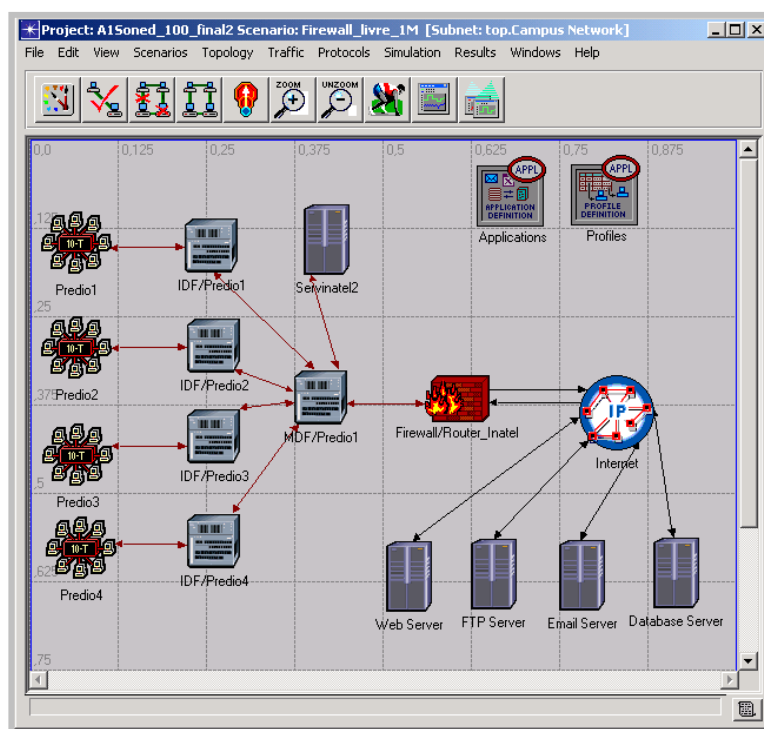 Project: A1Soned_100_final2 Scenario: Firewall_livre_1M [Subnet: top.Campus Network]
File Edit View Scenarios Topology Traffic Protocols Simulation Results Windows Help
ZOOM UNZOOM
0,0 0,125 0,25 0,375 0,5 0,625 0,75 0,875
APPL APPL
APPLICATION DEFINITION PROFILE DEFINITION
Applications Profiles
,125
10-T
Predio1 IDF/Predio1 Servinatel2
,25
10-T
IDF/Predio2
,375
Predio2 MDF/Predio1 Firewall/Router_Inatel
IP
Internet
10-T
IDF/Predio3
,5
Predio3
10-T
,625
IDF/Predio4
Predio4
Web Server FTP Server Email Server Database Server
,75